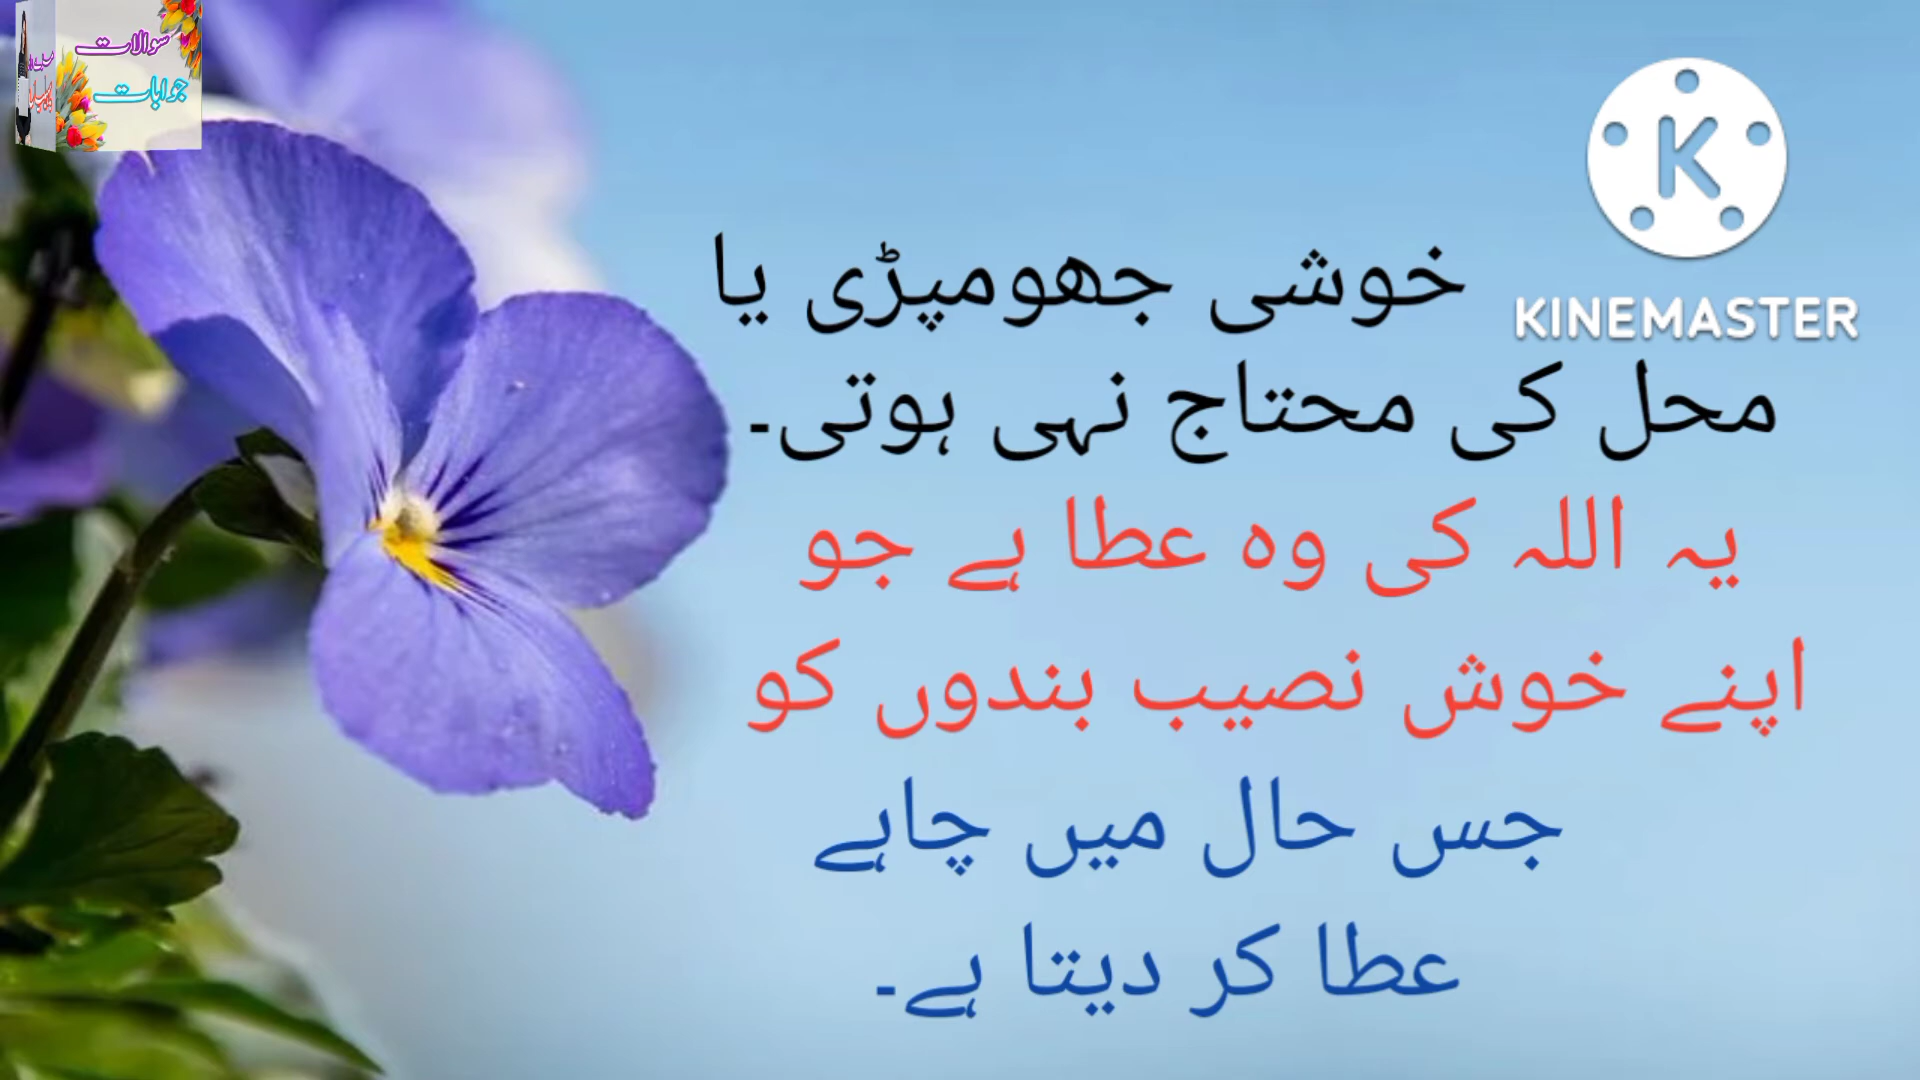 سوالات
جوابات
KINEMASTER
خوشی جھومپڑی یا
محل کی محتاج نہی ہوتی۔
یہ اللہ کی وہ عطا ہے جو
اپنے خوش نصیب بندوں کو
جس حال میں چاہے
عطا کر دیتا ہے۔